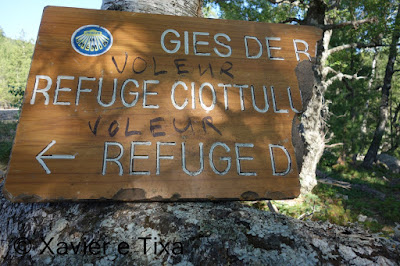 GIES DE R
VOLEUR
REFUGE CIOTTULU
VOLEUR
← REFUGE D
© Xavier e Tixa